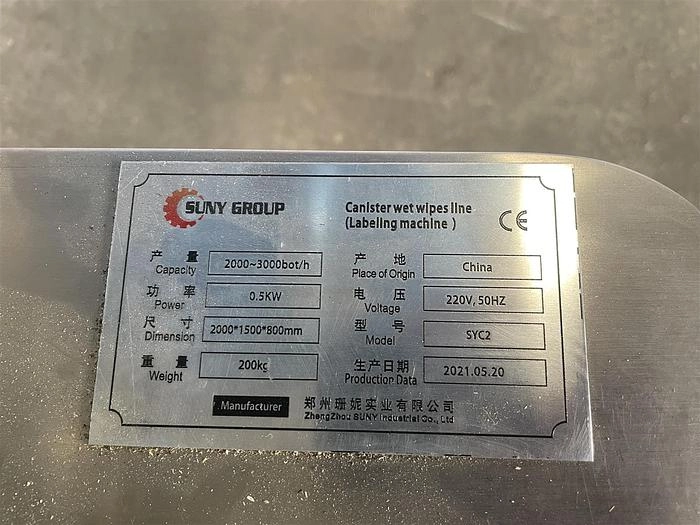 SUNY GROUP
Canister wet wipes line
(Labeling machine )
CE
产 量
Capacity
2000~3000bot/h
产 地
Place of Origin
China
功 率
Power
0.5KW
电 压
Voltage
220V, 50HZ
尺 寸
Dimension
2000*1500*800mm
型 号
Model
SYC2
重 量
Weight
200kg
生产日期
Production Data
2021.05.20
Manufacturer
郑州珊妮实业有限公司
ZhengZhou SUNY Industrial Co., Ltd